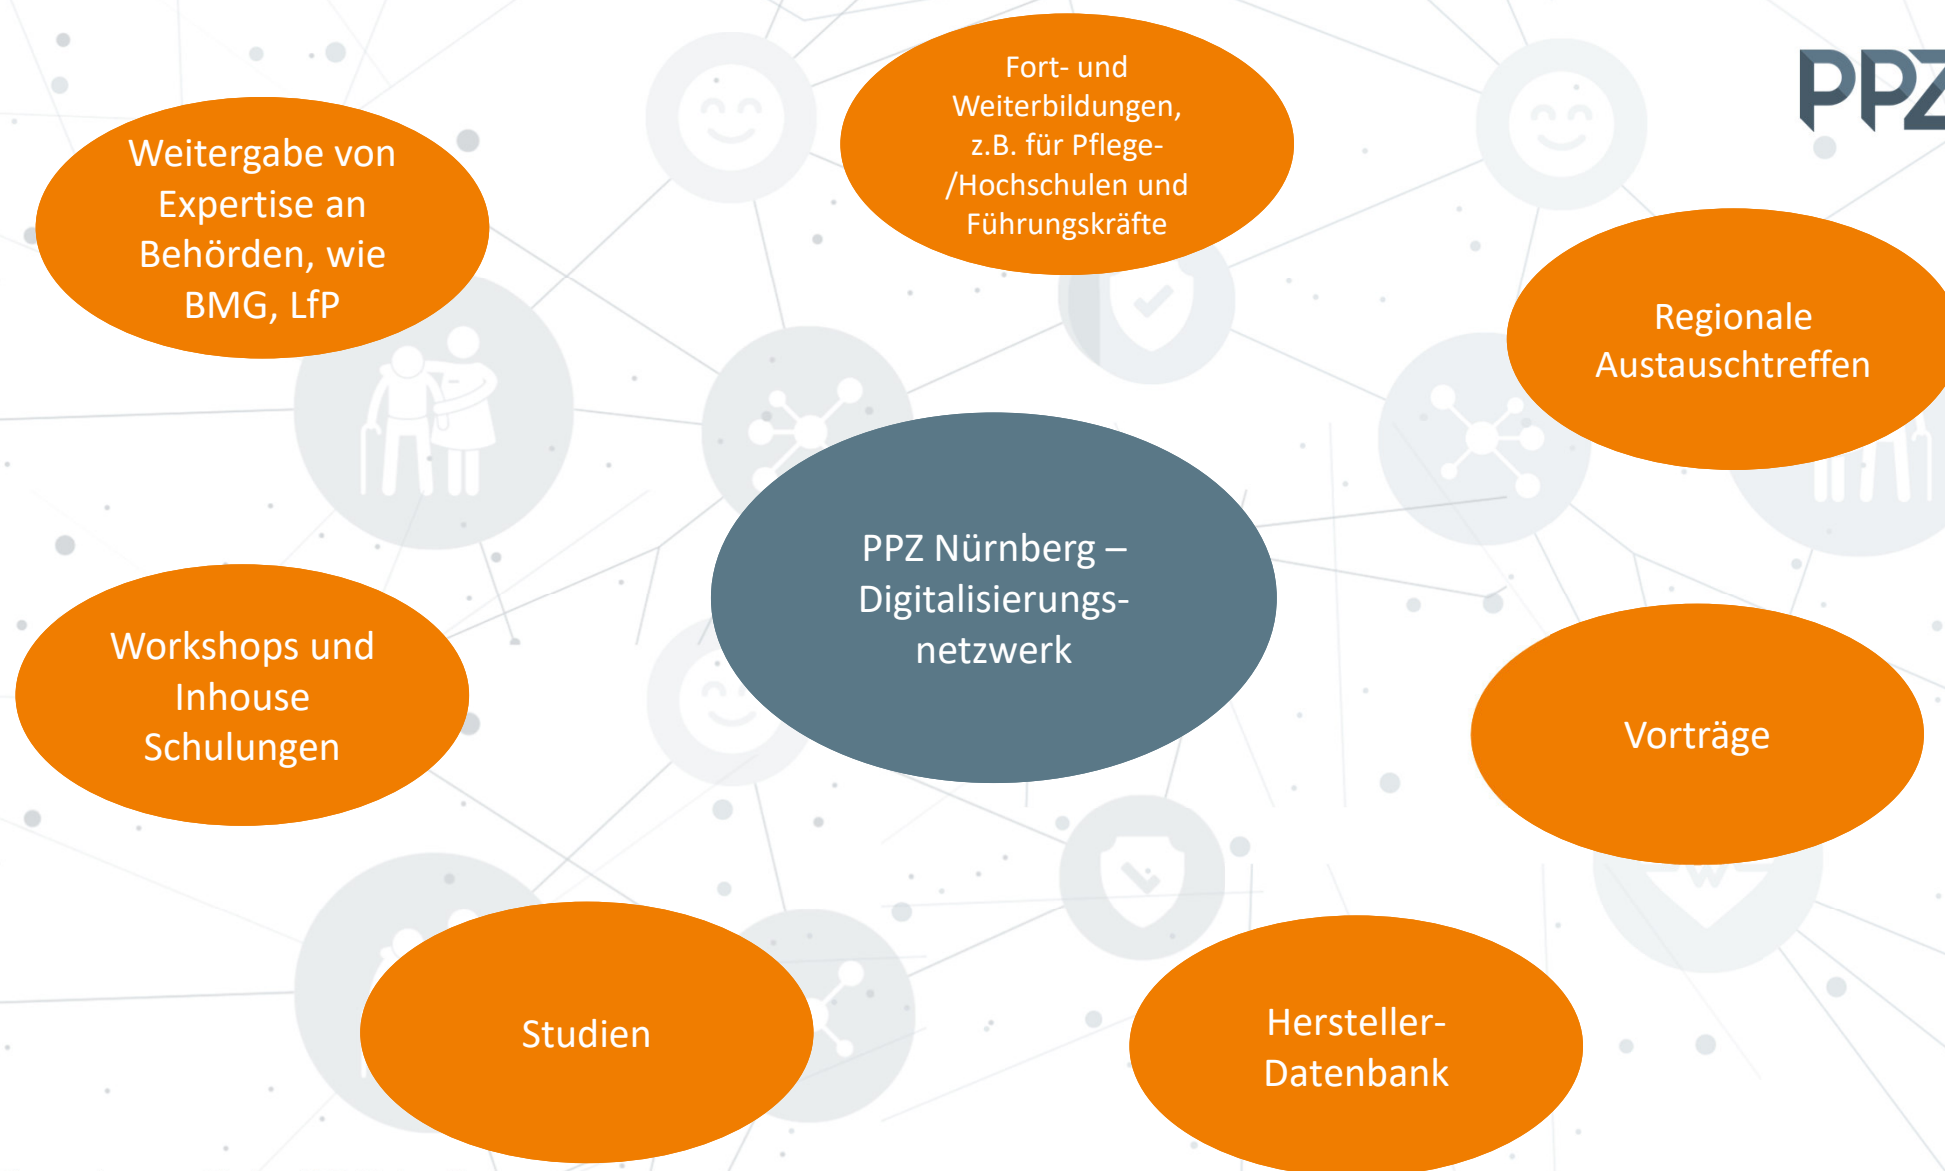 Fort- und
Weiterbildungen,
z.B. für Pflege-
/Hochschulen und
Führungskräfte
PPZ
Weitergabe von
Expertise an
Behörden, wie
BMG, LfP
Regionale
Austauschtreffen
PPZ Nürnberg –
Digitalisierungs-
netzwerk
Workshops und
Inhouse
Schulungen
Vorträge
Studien
Hersteller-
Datenbank